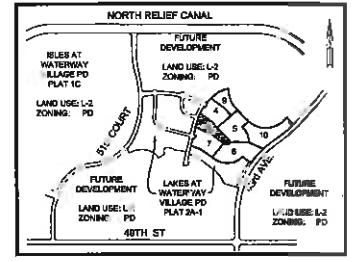 NORTH RELIEF CANAL
ISLES AT
WATERWAY
VILLAGE PD
PLAT 1C
LAND USE: L-2
ZONING: PD
FUTURE
DEVELOPMENT
LAND USE: L-2
ZONING: PD
9
4
5
10
7
6
COURT
AVE.
FUTURE
DEVELOPMENT
LAND USE:
ZONING: PD
LAKES AT
WATERWAY
VILLAGE PD
PLAT 2A-1
FUTURE
DEVELOPMENT
LAND USE: L-2
ZONING: PD
49TH ST